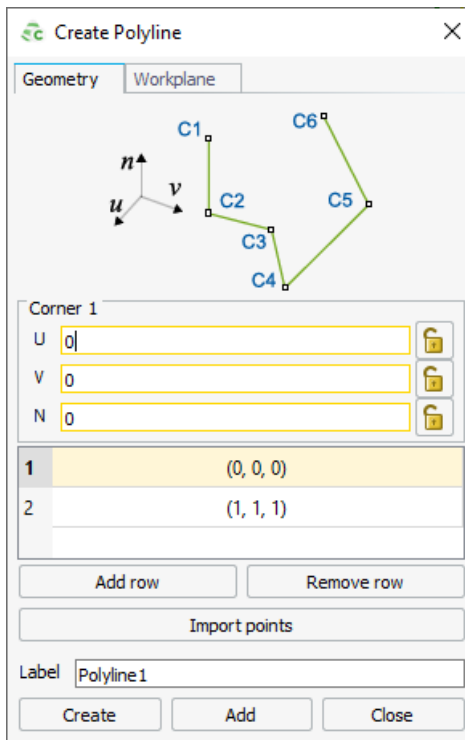 Create Polyline
Geometry Workplane
C1 C6
n
v
u C2 C5
C3
C4
Corner 1
U 0
V 0
N 0
1 (0, 0, 0)
2 (1, 1, 1)
Add row Remove row
Import points
Label Polyline1
Create Add Close